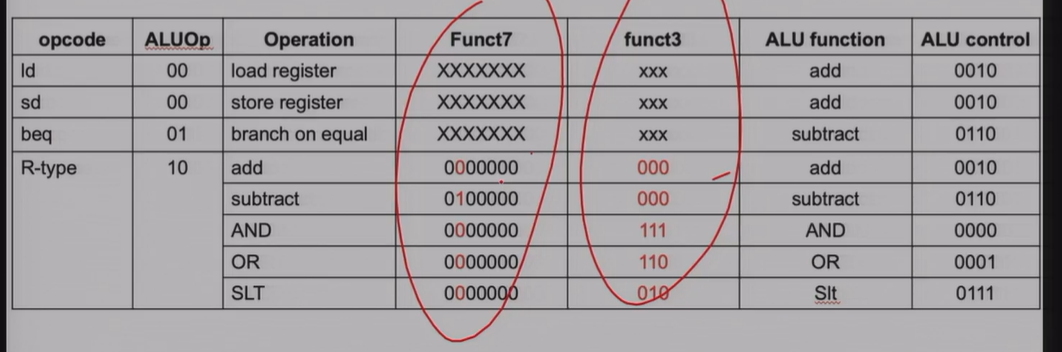 opcode ALUOp Operation Funct7 funct3 ALU function ALU control
ld 00 load register XXXXXXX xxx add 0010
sd 00 store register XXXXXXX xxx add 0010
beq 01 branch on equal XXXXXXX xxx subtract 0110
R-type 10 add 0000000 000 add 0010
subtract 0100000 000 subtract 0110
AND 0000000 111 AND 0000
OR 0000000 110 OR 0001
SLT 0000000 010 Slt 0111